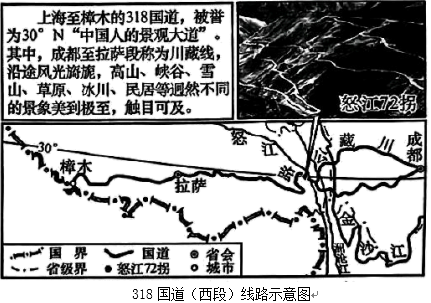 上海至樟木的318国道，被誉
为30°N“中国人的景观大道”。
其中，成都至拉萨段称为川藏线，
沿途风光旖旎，高山、峡谷、雪
山、草原、冰川、民居等迥然不同
的景象美到极至，触目可及。
怒江72拐
30°
樟木
拉萨
怒
江
藏
川
成都
金
沙
江
国界
国道
省会
省级界
怒江72拐
城市
318国道（西段）线路示意图